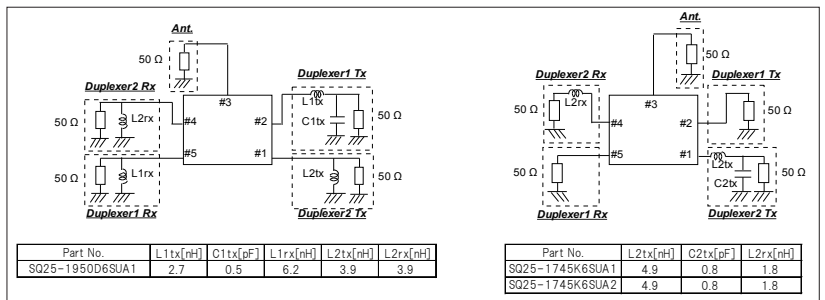 Ant.
50 Ω
#3
Duplexer2 Rx
Duplexer1 Tx
50 Ω
L2rx
#4
#2
L1tx
C1tx
50 Ω
50 Ω
L1rx
#5
#1
L2tx
50 Ω
Duplexer1 Rx
Duplexer2 Tx
Part No. L1tx[nH] C1tx[pF] L1rx[nH] L2tx[nH] L2rx[nH]
SQ25-1950D6SUA1 2.7 0.5 6.2 3.9 3.9
Ant.
50 Ω
#3
Duplexer2 Rx
Duplexer1 Tx
50 Ω
L2rx
#4
#2
50 Ω
50 Ω
#5
#1
L2tx
C2tx
50 Ω
Duplexer1 Rx
Duplexer2 Tx
Part No. L2tx[nH] C2tx[pF] L2rx[nH]
SQ25-1745K6SUA1 4.9 0.8 1.8
SQ25-1745K6SUA2 4.9 0.8 1.8